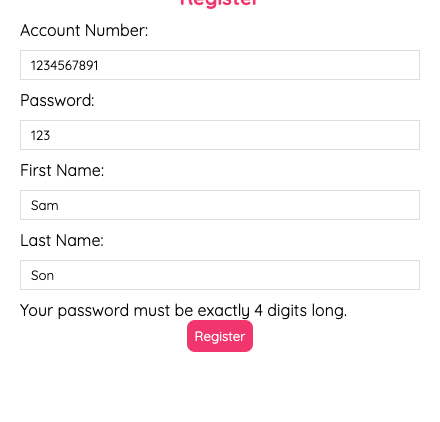 Register
Account Number:
1234567891
Password:
123
First Name:
Sam
Last Name:
Son
Your password must be exactly 4 digits long.
Register